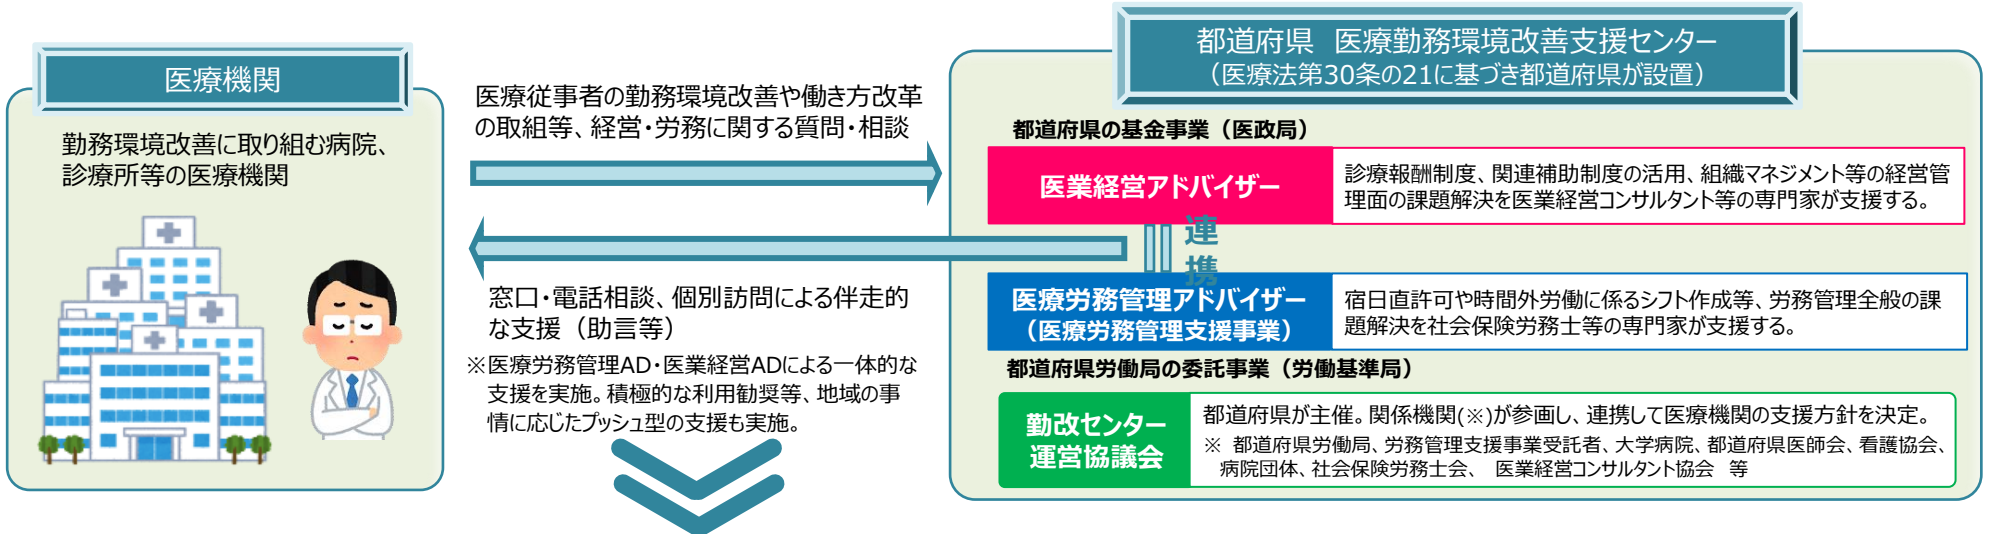 医療機関
勤務環境改善に取り組む病院、
診療所等の医療機関
医療従事者の勤務環境改善や働き方改革
の取組等、経営・労務に関する質問・相談
窓口・電話相談、個別訪問による伴走的
な支援（助言等）
※医療労務管理AD・医業経営ADによる一体的な
支援を実施。積極的な利用勧奨等、地域の事
情に応じたプッシュ型の支援も実施。
都道府県　医療勤務環境改善支援センター
（医療法第30条の21に基づき都道府県が設置）
都道府県の基金事業（医政局）
医業経営アドバイザー
診療報酬制度、関連補助制度の活用、組織マネジメント等の経営管
理面の課題解決を医業経営コンサルタント等の専門家が支援する。
連
携
医療労務管理アドバイザー
（医療労務管理支援事業）
宿日直許可や時間外労働に係るシフト作成等、労務管理全般の課
題解決を社会保険労務士等の専門家が支援する。
都道府県労働局の委託事業（労働基準局）
勤改センター
運営協議会
都道府県が主催。関係機関(※)が参画し、連携して医療機関の支援方針を決定。
※ 都道府県労働局、労務管理支援事業受託者、大学病院、都道府県医師会、看護協会、
病院団体、社会保険労務士会、 医業経営コンサルタント協会 等